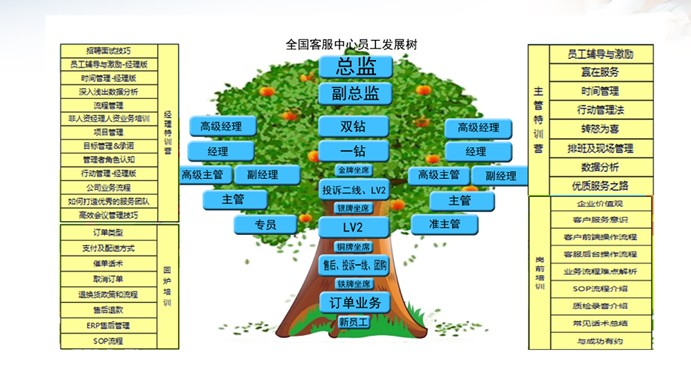 全国客服中心员工发展树
招聘面试技巧
员工辅导与激励-经理版
时间管理-经理版
深入浅出数据分析
流程管理
非人资经理人资业务培训
项目管理
目标管理&承诺
管理者角色认知
行动管理-经理版
公司业务流程
如何打造优秀的服务团队
高效会议管理技巧
经理特训营
订单类型
支付及配送方式
催单话术
取消订单
退换货政策和流程
售后退款
ERP售后管理
SOP流程
回炉培训
总监
副总监
双钻
一钻
金牌坐席
投诉二线、LV2
银牌坐席
LV2
铜牌坐席
售后、投诉一线、团购
铁牌坐席
订单业务
新员工
高级经理
经理
高级主管
副经理
主管
专员
高级经理
经理
高级主管
副经理
主管
准主管
主管特训营
员工辅导与激励
赢在服务
时间管理
行动管理法
转怒为喜
排班及现场管理
数据分析
优质服务之路
岗前培训
企业价值观
客户服务意识
客户前端操作流程
客服后台操作流程
业务流程难点解析
SOP流程介绍
质检录音介绍
常见话术总结
与成功有约